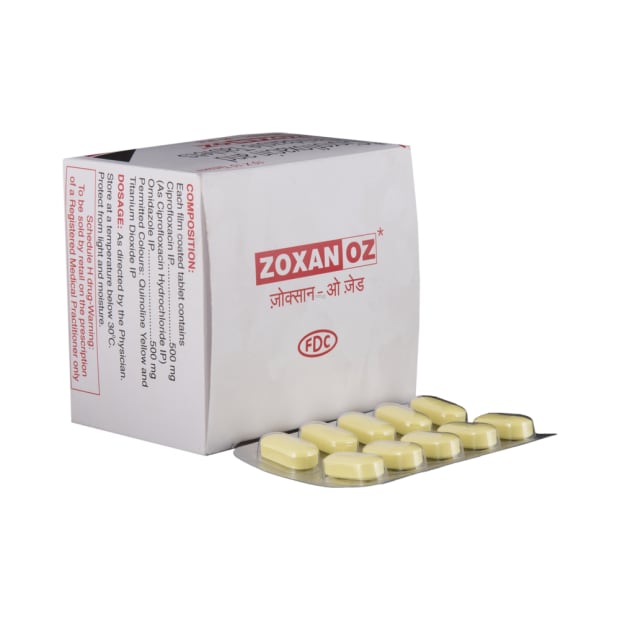 ZOXAN OZ*
ज़ोक्सान - ओ ज़ेड
FDC
COMPOSITION:
Each film coated tablet contains
Ciprofloxacin IP..................500 mg
(As Ciprofloxacin Hydrochloride IP)
Ornidazole IP......................500 mg
Permitted Colours: Quinoline Yellow and
Titanium Dioxide IP
DOSAGE: As directed by the Physician.
Store at a temperature below 30°C.
Protect from light and moisture.
Schedule H drug-Warning:
To be sold by retail on the prescription
of a Registered Medical Practitioner only